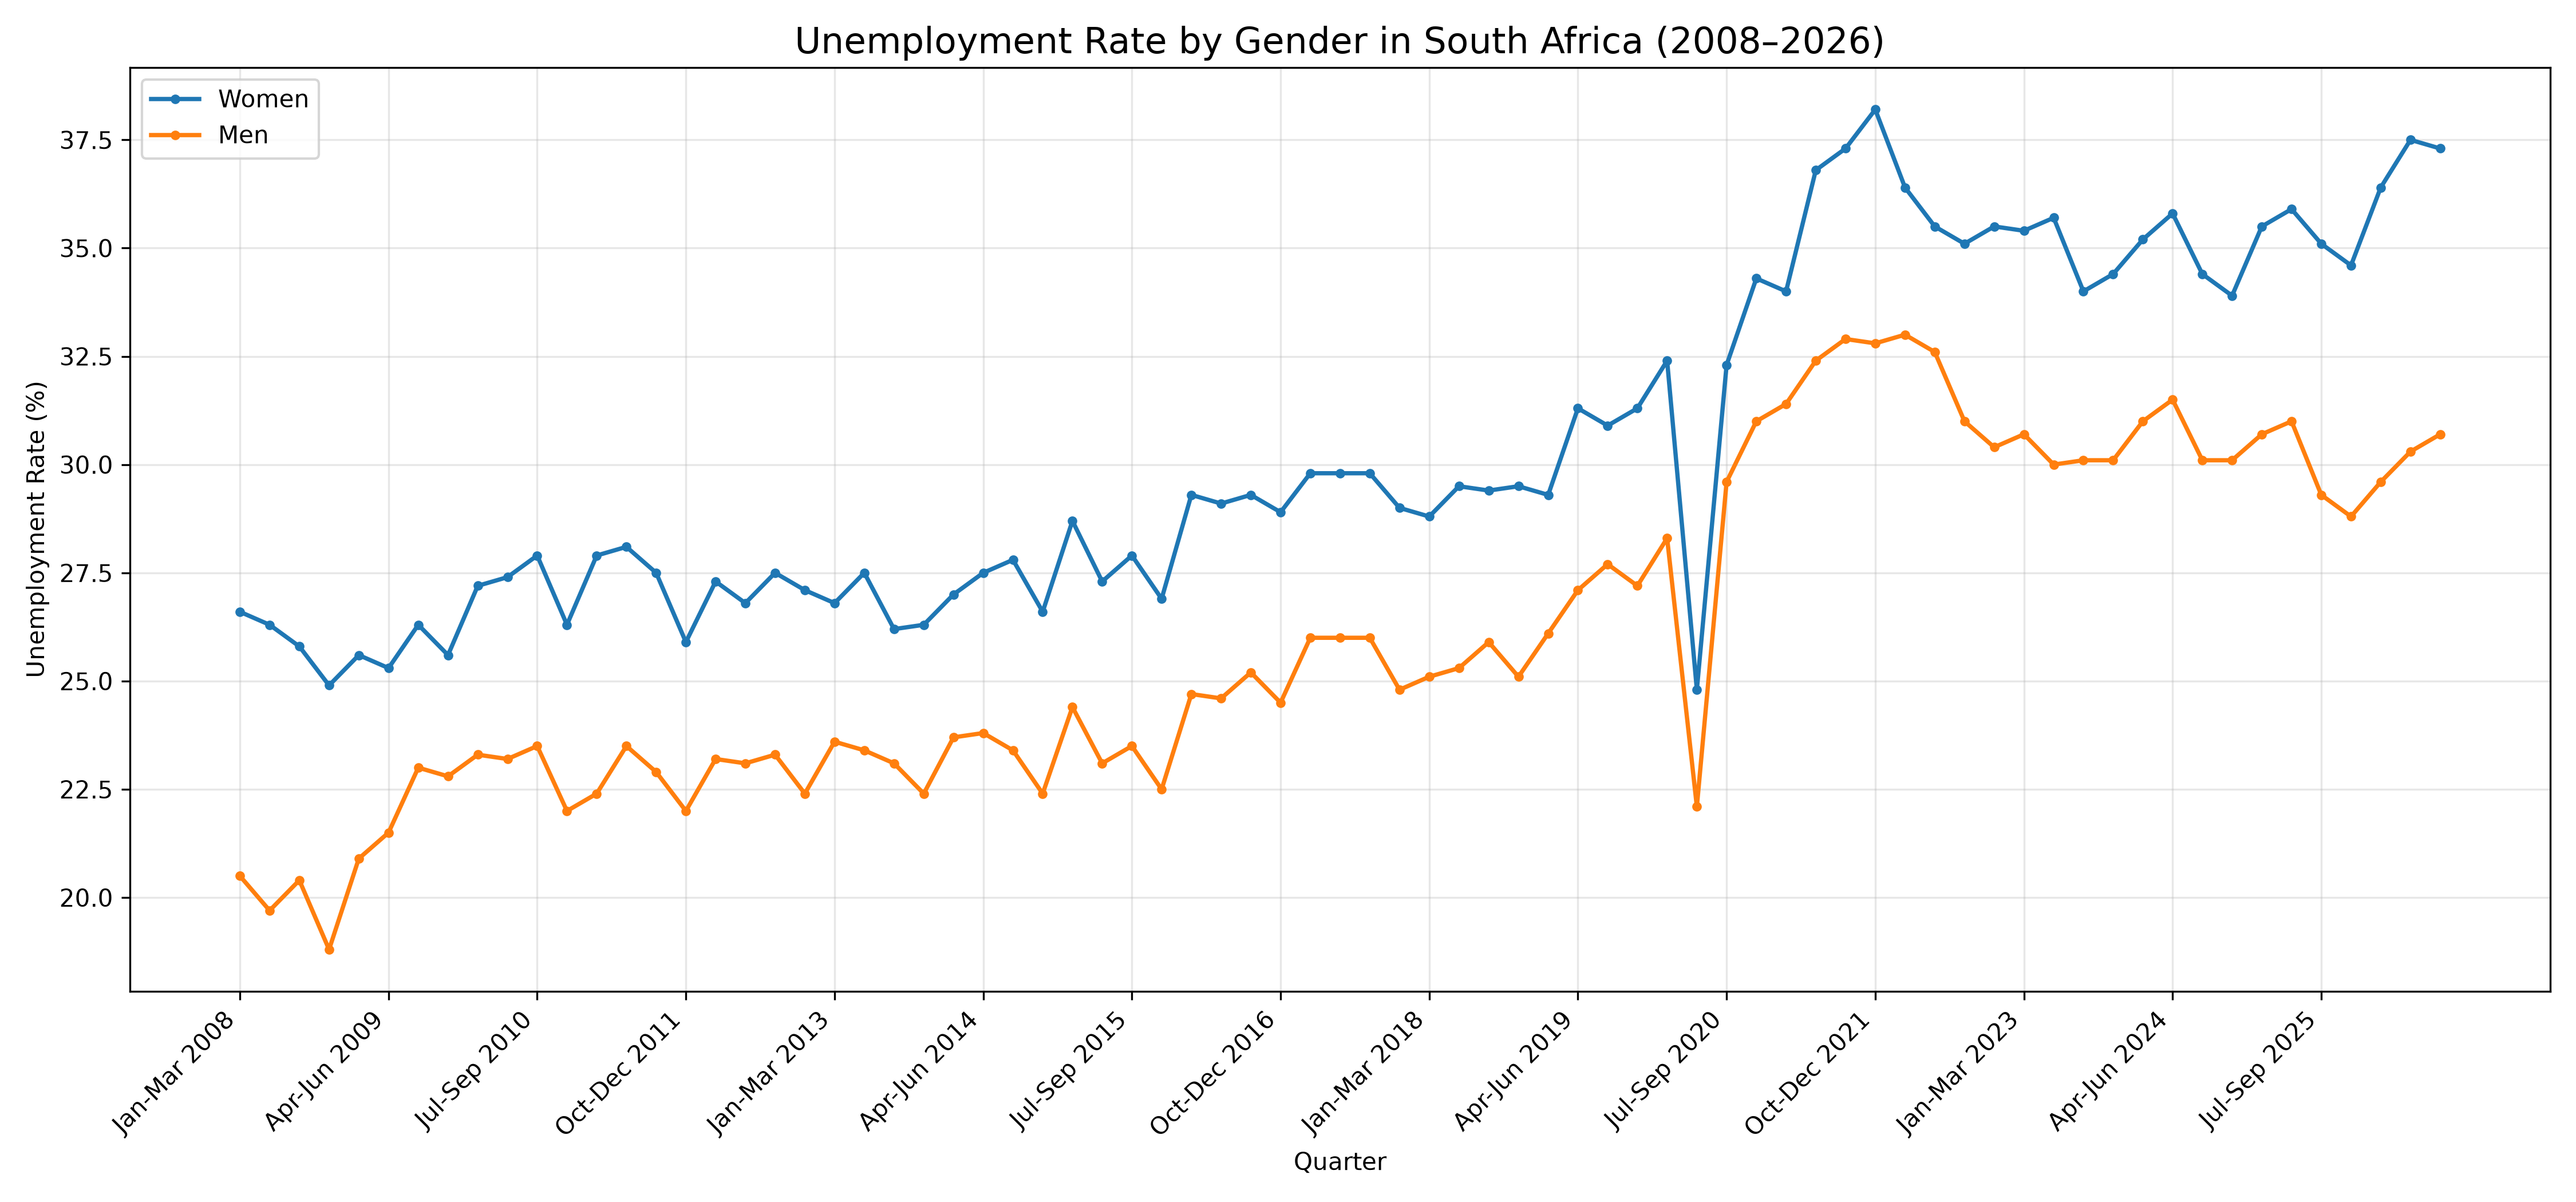 Unemployment Rate by Gender in South Africa (2008–2026)
Women
Men
Unemployment Rate (%)
37.5
35.0
32.5
30.0
27.5
25.0
22.5
20.0
Jan-Mar 2008
Apr-Jun 2009
Jul-Sep 2010
Oct-Dec 2011
Jan-Mar 2013
Apr-Jun 2014
Jul-Sep 2015
Oct-Dec 2016
Jan-Mar 2018
Apr-Jun 2019
Jul-Sep 2020
Oct-Dec 2021
Jan-Mar 2023
Apr-Jun 2024
Jul-Sep 2025
Quarter